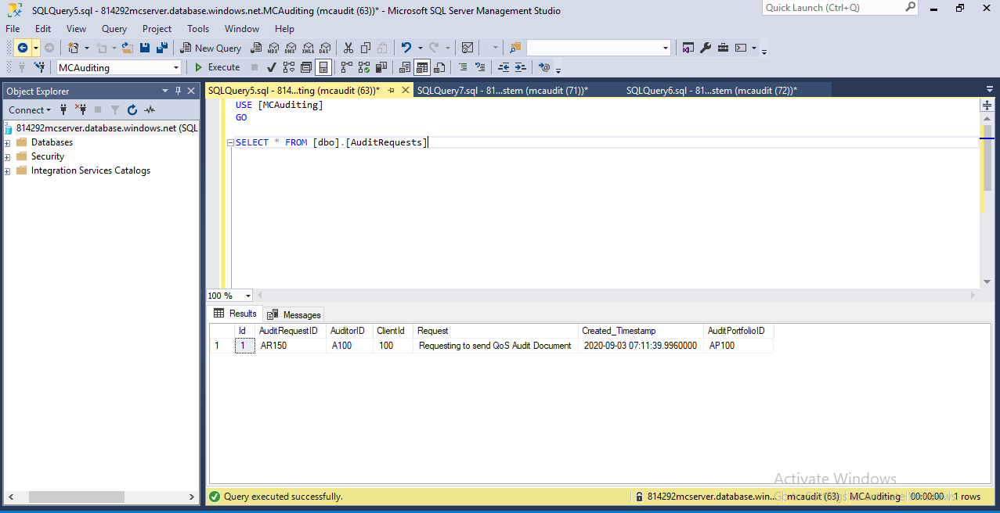 SQLQuery5.sql - 814292mcserver.database.windows.net.MCAuditing (mcaudit (63))* - Microsoft SQL Server Management Studio
Quick Launch (Ctrl+Q)
File Edit View Query Project Tools Window Help
New Query MDX DMX XMLA DAX
MCAuditing Execute
Object Explorer
Connect
814292mcserver.database.windows.net (SQL
Databases
Security
Integration Services Catalogs
SQLQuery5.sql - 814...ting (mcaudit (63))* SQLQuery7.sql - 81...stem (mcaudit (71))* SQLQuery6.sql - 81...stem (mcaudit (72))*
USE [MCAuditing]
GO
SELECT * FROM [dbo].[AuditRequests]
100 %
Results Messages
Id AuditRequestID AuditorID ClientId Request Created_Timestamp AuditPortfolioID
1 1 AR150 A100 100 Requesting to send QoS Audit Document 2020-09-03 07:11:39.9960000 AP100
Activate Windows
Query executed successfully. 814292mcserver.database.win... mcaudit (63) MCAuditing 00:00:00 1 rows